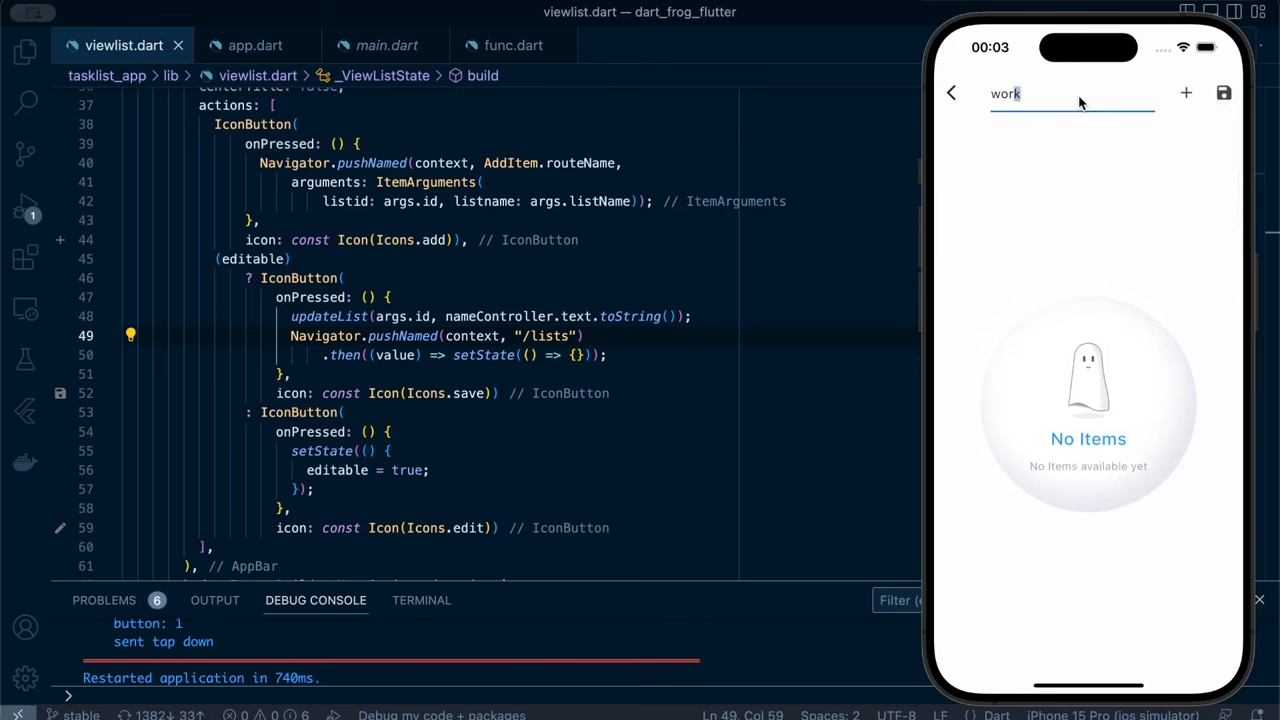 viewlist.dart — dart_frog_flutter
viewlist.dart
app.dart
main.dart
func.dart
tasklist_app > lib > viewlist.dart > _ViewListState > build
37 actions: [
38 IconButton(
39 onPressed: () {
40 Navigator.pushNamed(context, AddItem.routeName,
41 arguments: ItemArguments(
42 listid: args.id, listname: args.listName)); // ItemArguments
43 },
44 icon: const Icon(Icons.add)), // IconButton
45 (editable)
46 ? IconButton(
47 onPressed: () {
48 updateList(args.id, nameController.text.toString());
49 Navigator.pushNamed(context, "/lists")
50 .then((value) => setState(() => {}));
51 },
52 icon: const Icon(Icons.save)) // IconButton
53 : IconButton(
54 onPressed: () {
55 setState(() {
56 editable = true;
57 });
58 },
59 icon: const Icon(Icons.edit)) // IconButton
60 ],
61 ), // AppBar
1
PROBLEMS 6 OUTPUT DEBUG CONSOLE TERMINAL
Filter (e
button: 1
sent tap down
Restarted application in 740ms.
>
stable 1382↓ 33↑ 0 0 6 Debug my code + packages Ln 49, Col 59 Spaces: 2 UTF-8 LF {} Dart iPhone 15 Pro (ios simulator)
00:03
work
No Items
No Items available yet